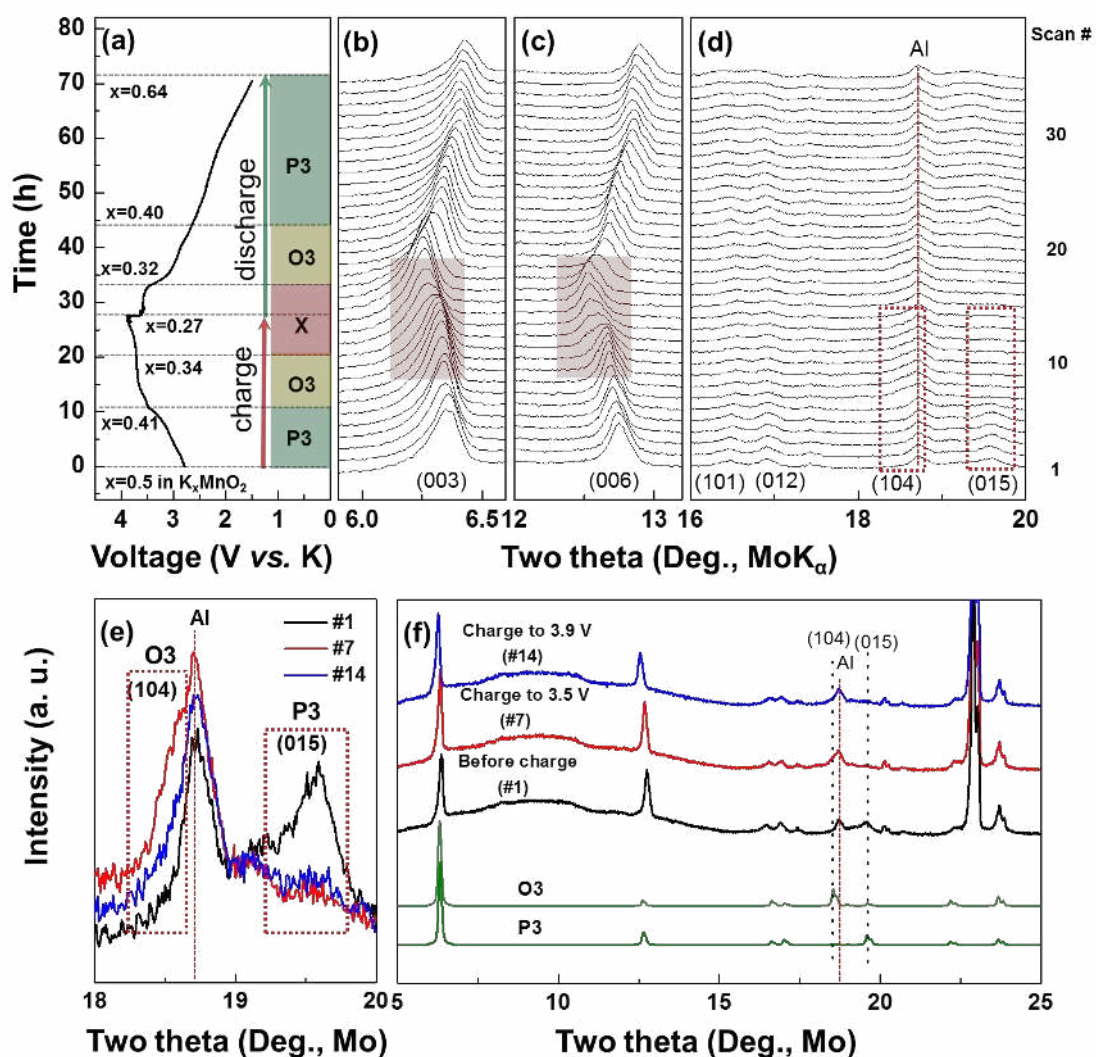 (a)
(b)
(c)
(d)
Al
Scan #
80
70
60
50
40
30
20
10
0
Time (h)
x=0.64
x=0.40
x=0.32
x=0.27
x=0.34
x=0.41
x=0.5 in KₓMnO₂
discharge
charge
P3
O3
X
O3
P3
30
20
10
1
(003)
(006)
(101)
(012)
(104)
(015)
4 3 2 1 0
6.0 6.5
12 13
16 18 20
Voltage (V vs. K)
Two theta (Deg., MoKα)
(e)
Al
#1
#7
#14
O3
(104)
P3
(015)
Intensity (a. u.)
18 19 20
Two theta (Deg., Mo)
(f)
Charge to 3.9 V
(#14)
Charge to 3.5 V
(#7)
Before charge
(#1)
(104)
Al
(015)
O3
P3
5 10 15 20 25
Two theta (Deg., Mo)